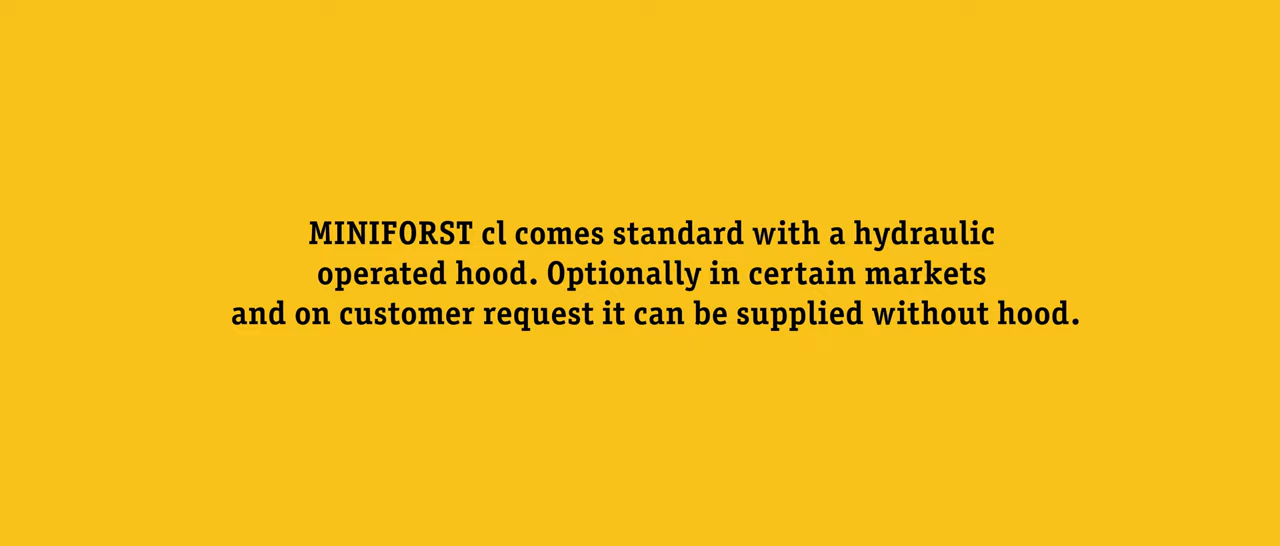 MINIFORST cl comes standard with a hydraulic
operated hood. Optionally in certain markets
and on customer request it can be supplied without hood.